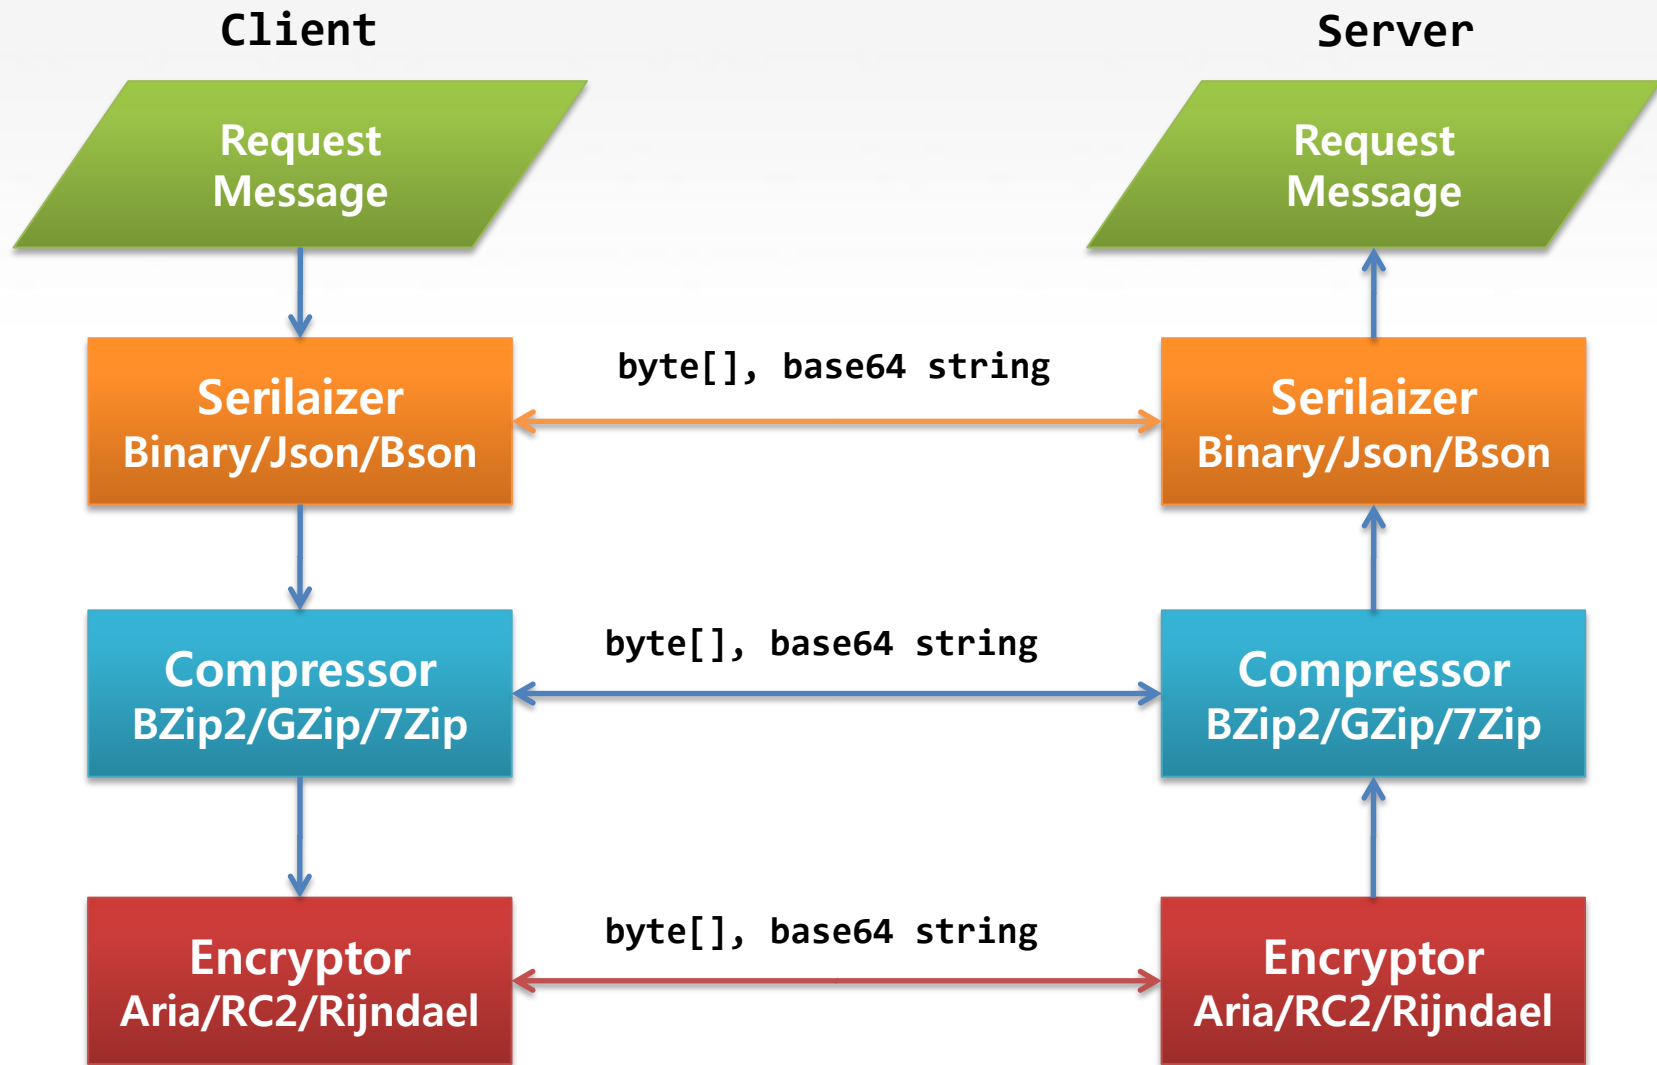 Client
Server
Request
Message
Request
Message
Serilaizer
Binary/Json/Bson
byte[], base64 string
Serilaizer
Binary/Json/Bson
Compressor
BZip2/GZip/7Zip
byte[], base64 string
Compressor
BZip2/GZip/7Zip
Encryptor
Aria/RC2/Rijndael
byte[], base64 string
Encryptor
Aria/RC2/Rijndael